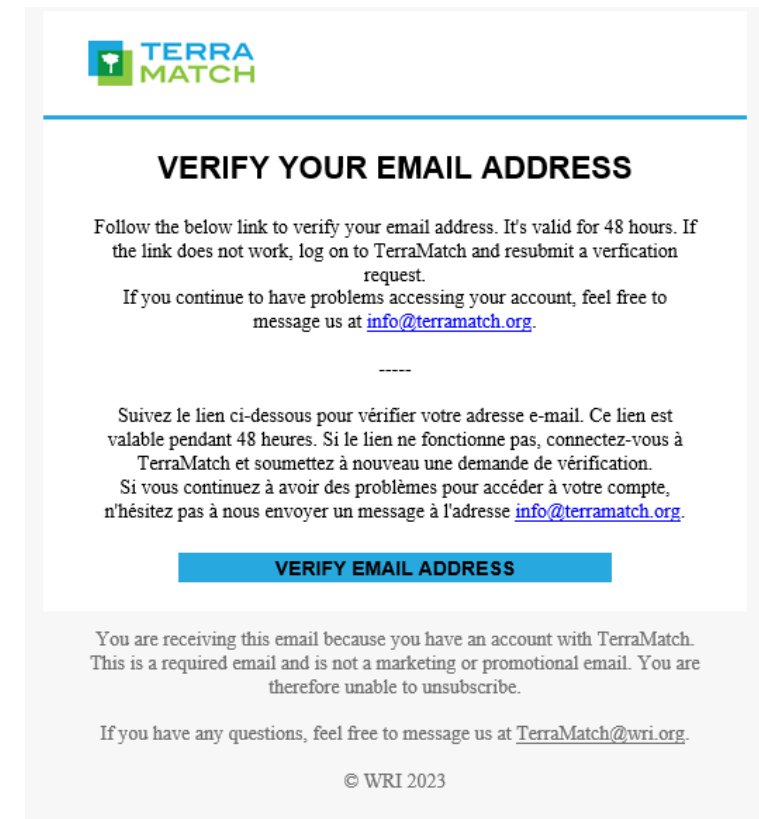 TERRA
MATCH
VERIFY YOUR EMAIL ADDRESS
Follow the below link to verify your email address. It's valid for 48 hours. If
the link does not work, log on to TerraMatch and resubmit a verfication
request.
If you continue to have problems accessing your account, feel free to
message us at info@terramatch.org.
-----
Suivez le lien ci-dessous pour vérifier votre adresse e-mail. Ce lien est
valable pendant 48 heures. Si le lien ne fonctionne pas, connectez-vous à
TerraMatch et soumettez à nouveau une demande de vérification.
Si vous continuez à avoir des problèmes pour accéder à votre compte,
n'hésitez pas à nous envoyer un message à l'adresse info@terramatch.org.
VERIFY EMAIL ADDRESS
You are receiving this email because you have an account with TerraMatch.
This is a required email and is not a marketing or promotional email. You are
therefore unable to unsubscribe.
If you have any questions, feel free to message us at TerraMatch@wri.org.
© WRI 2023